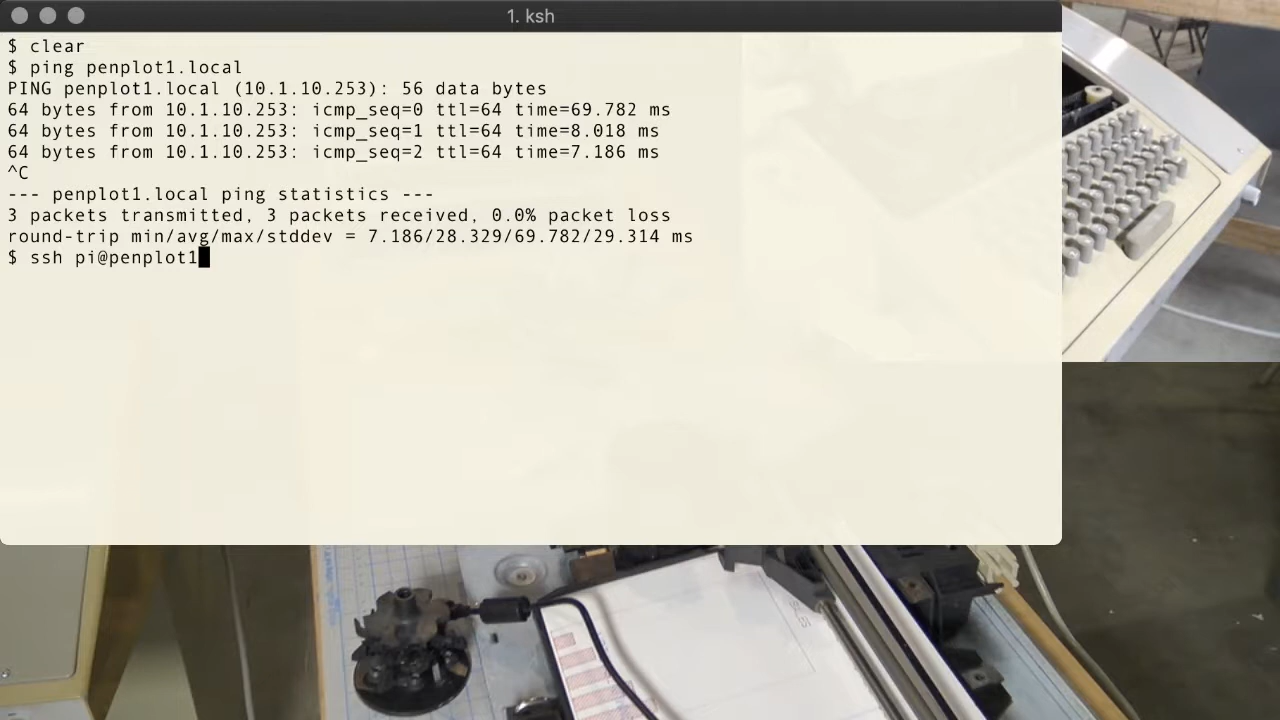 1. ksh
$ clear
$ ping penplot1.local
PING penplot1.local (10.1.10.253): 56 data bytes
64 bytes from 10.1.10.253: icmp_seq=0 ttl=64 time=69.782 ms
64 bytes from 10.1.10.253: icmp_seq=1 ttl=64 time=8.018 ms
64 bytes from 10.1.10.253: icmp_seq=2 ttl=64 time=7.186 ms
^C
--- penplot1.local ping statistics ---
3 packets transmitted, 3 packets received, 0.0% packet loss
round-trip min/avg/max/stddev = 7.186/28.329/69.782/29.314 ms
$ ssh pi@penplot1